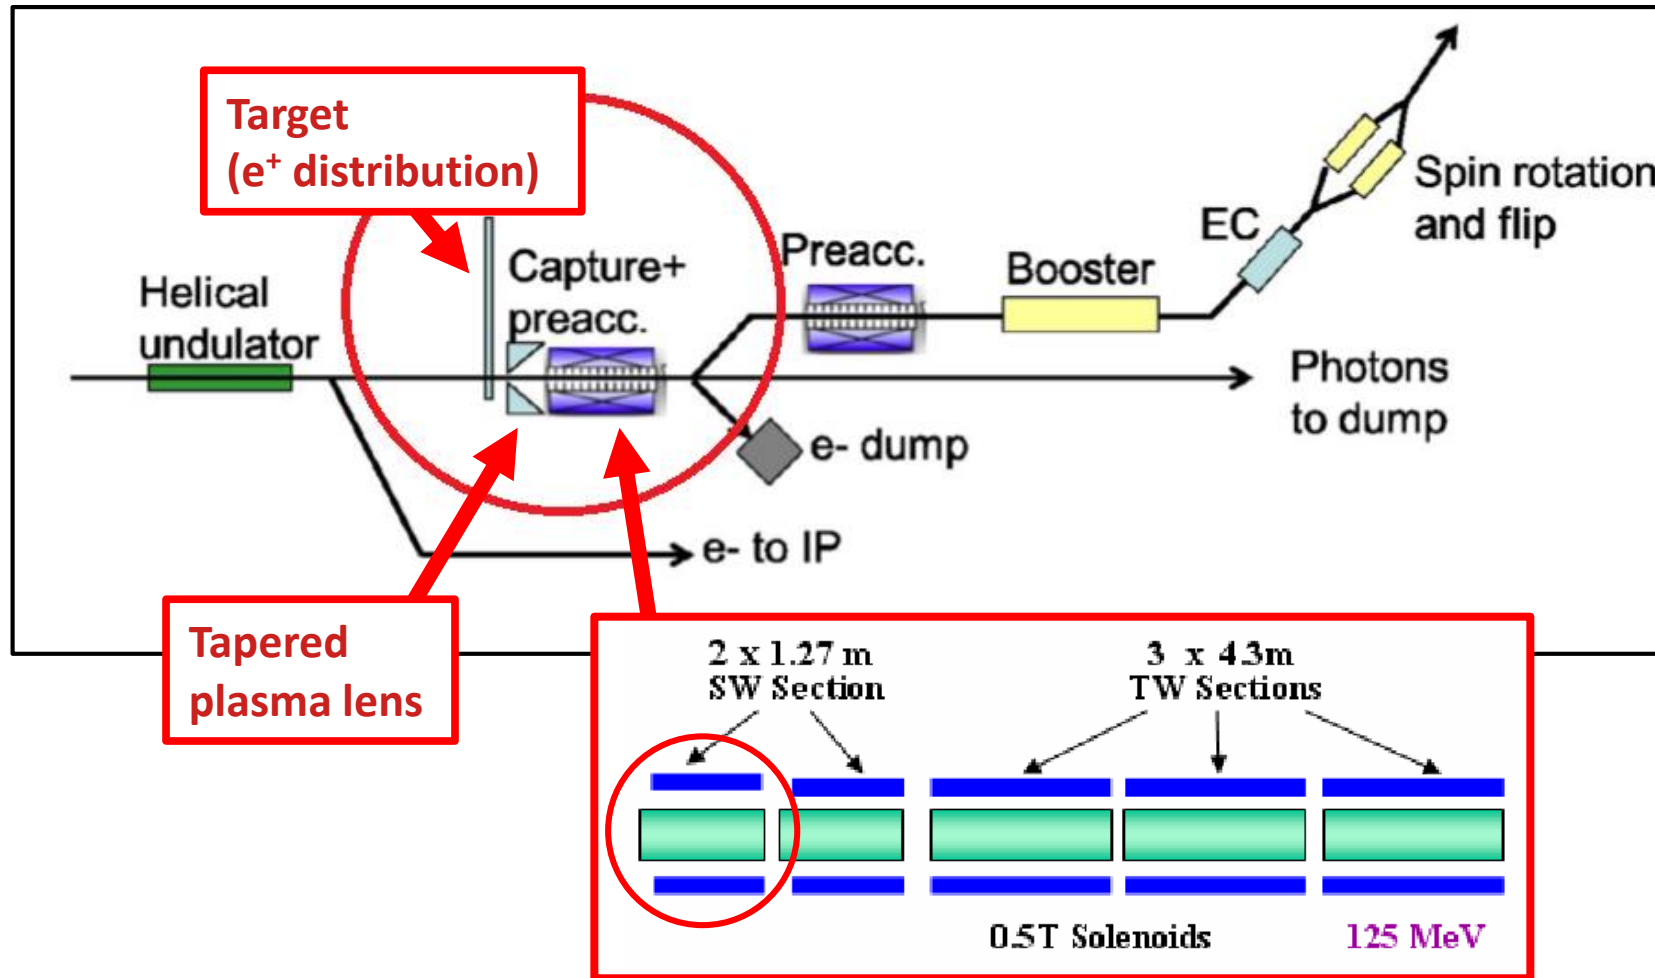 Target
(e⁺ distribution)
Helical
undulator
Capture+
preacc.
Preacc.
Booster
EC
Spin rotation
and flip
Photons
to dump
e- dump
e- to IP
Tapered
plasma lens
2 x 1.27 m
SW Section
3 x 4.3m
TW Sections
0.5T Solenoids
125 MeV